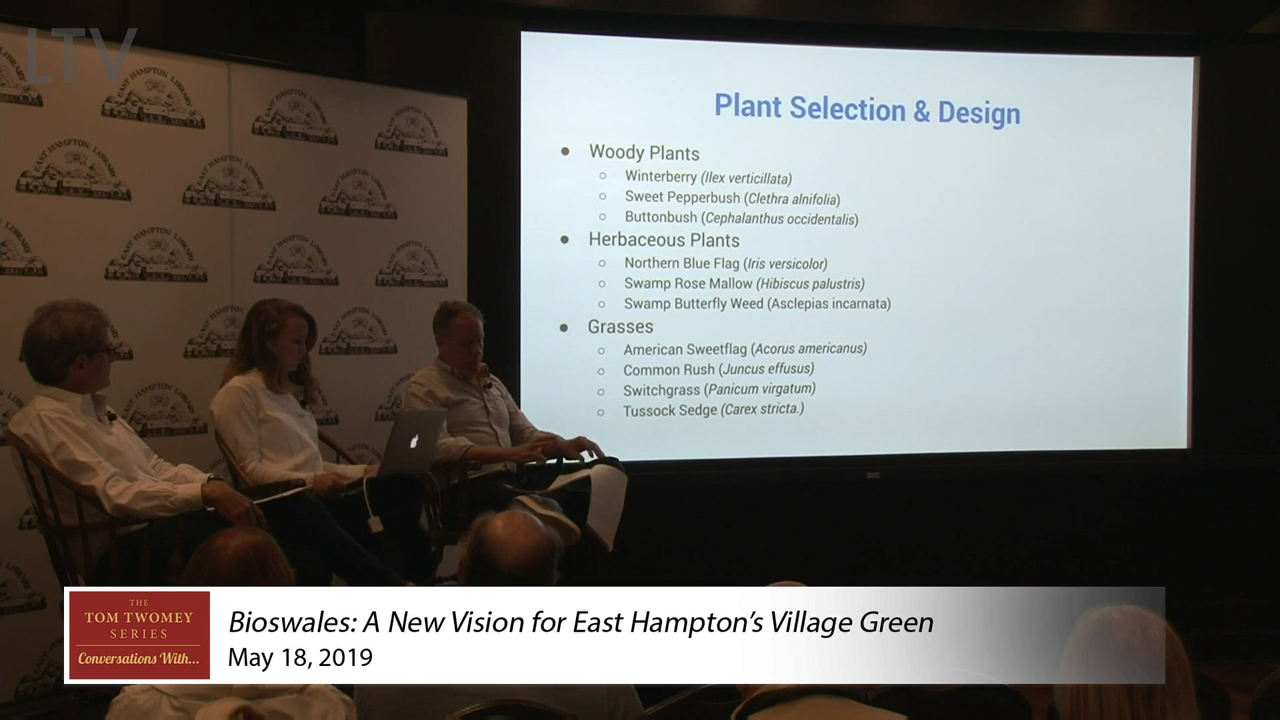 LTV
EAST HAMPTON LIBRARY
Plant Selection & Design
• Woody Plants
○ Winterberry (Ilex verticillata)
○ Sweet Pepperbush (Clethra alnifolia)
○ Buttonbush (Cephalanthus occidentalis)
• Herbaceous Plants
○ Northern Blue Flag (Iris versicolor)
○ Swamp Rose Mallow (Hibiscus palustris)
○ Swamp Butterfly Weed (Asclepias incarnata)
• Grasses
○ American Sweetflag (Acorus americanus)
○ Common Rush (Juncus effusus)
○ Switchgrass (Panicum virgatum)
○ Tussock Sedge (Carex stricta.)
THE
TOM TWOMEY
SERIES
Conversations With...
Bioswales: A New Vision for East Hampton's Village Green
May 18, 2019